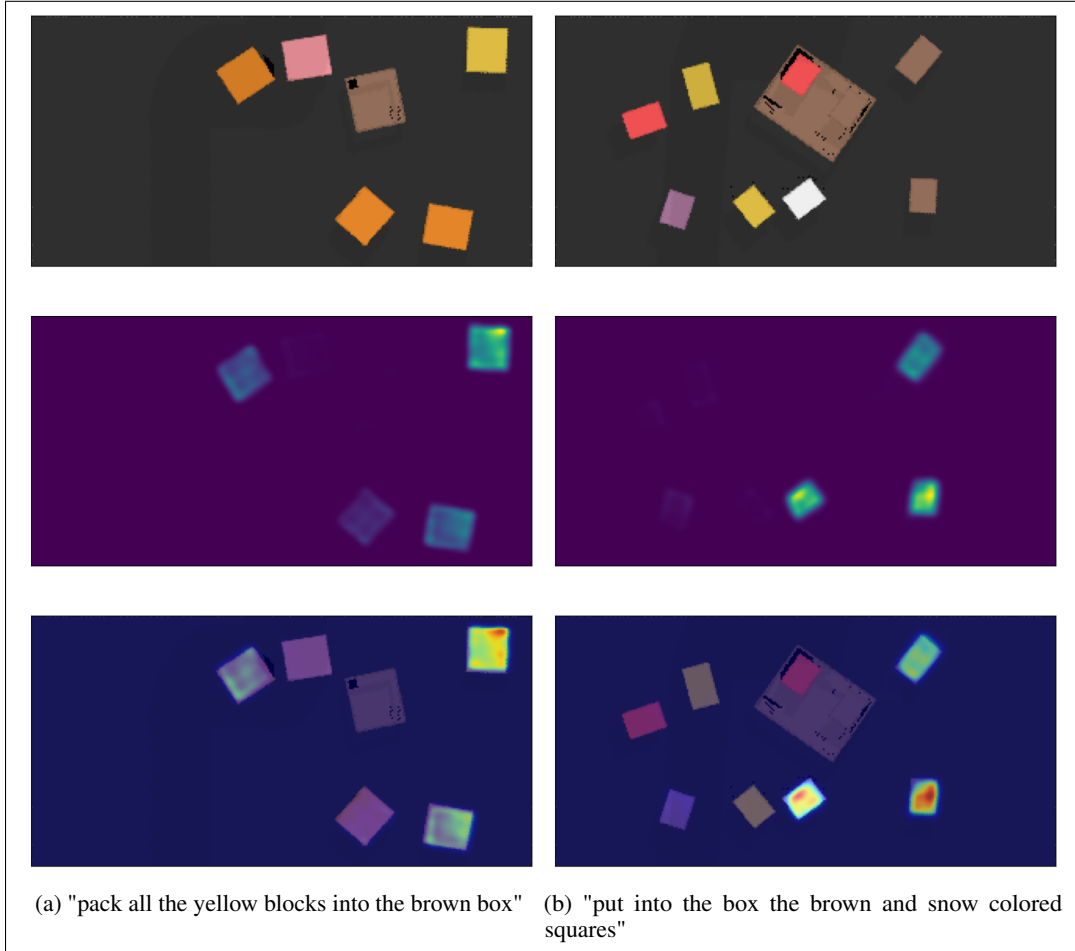 (a) "pack all the yellow blocks into the brown box"
(b) "put into the box the brown and snow colored
squares"